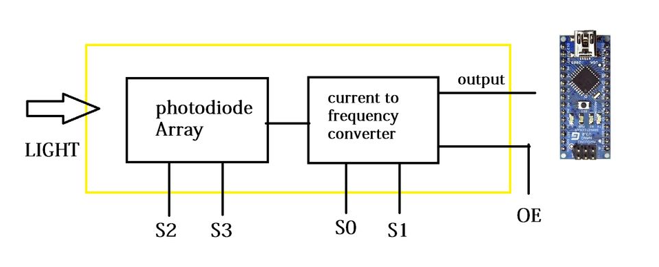 LIGHT
photodiode
Array
current to
frequency
converter
output
S2
S3
S0
S1
OE